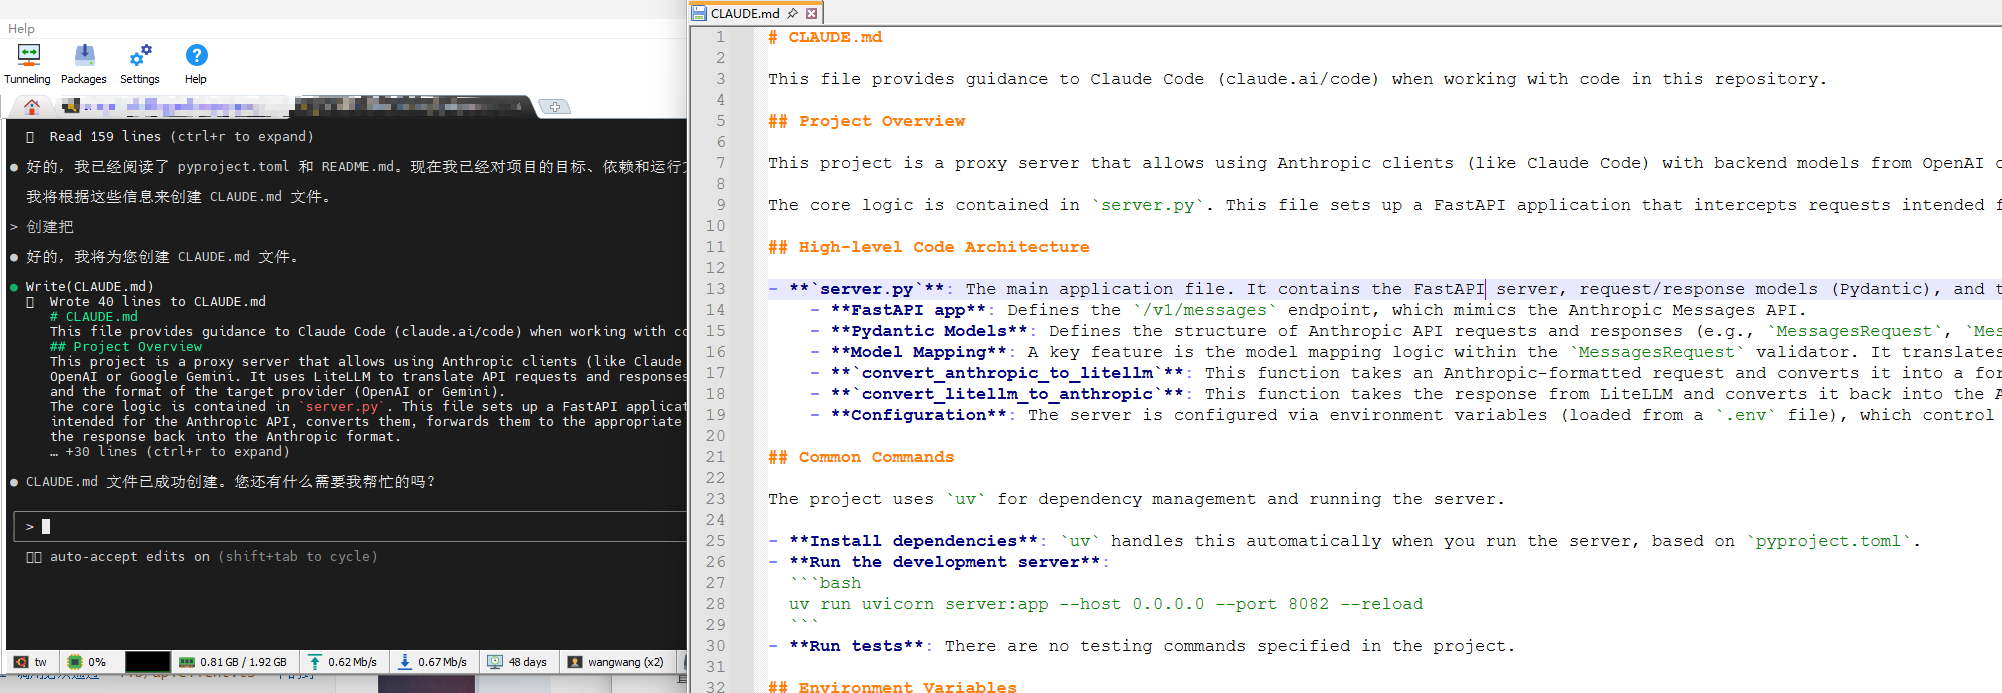 Help
Tunneling Packages Settings Help
Read 159 lines (ctrl+r to expand)
● 好的，我已经阅读了 pyproject.toml 和 README.md。现在我已经对项目的目标、依赖和运行
我将根据这些信息来创建 CLAUDE.md 文件。
> 创建把
● 好的，我将为您创建 CLAUDE.md 文件。
● Write(CLAUDE.md)
Wrote 40 lines to CLAUDE.md
# CLAUDE.md
This file provides guidance to Claude Code (claude.ai/code) when working with co
## Project Overview
This project is a proxy server that allows using Anthropic clients (like Claude
OpenAI or Google Gemini. It uses LiteLLM to translate API requests and responses
and the format of the target provider (OpenAI or Gemini).
The core logic is contained in `server.py`. This file sets up a FastAPI applicat
intended for the Anthropic API, converts them, forwards them to the appropriate
the response back into the Anthropic format.
… +30 lines (ctrl+r to expand)
● CLAUDE.md 文件已成功创建。您还有什么需要我帮忙的吗?
>
auto-accept edits on (shift+tab to cycle)
tw 0% 0.81 GB / 1.92 GB 0.62 Mb/s 0.67 Mb/s 48 days wangwang (x2)
CLAUDE.md
1 # CLAUDE.md
2
3 This file provides guidance to Claude Code (claude.ai/code) when working with code in this repository.
4
5 ## Project Overview
6
7 This project is a proxy server that allows using Anthropic clients (like Claude Code) with backend models from OpenAI o
8
9 The core logic is contained in `server.py`. This file sets up a FastAPI application that intercepts requests intended f
10
11 ## High-level Code Architecture
12
13 - **`server.py`**: The main application file. It contains the FastAPI server, request/response models (Pydantic), and t
14 - **FastAPI app**: Defines the `/v1/messages` endpoint, which mimics the Anthropic Messages API.
15 - **Pydantic Models**: Defines the structure of Anthropic API requests and responses (e.g., `MessagesRequest`, `Mes
16 - **Model Mapping**: A key feature is the model mapping logic within the `MessagesRequest` validator. It translates
17 - **`convert_anthropic_to_litellm`**: This function takes an Anthropic-formatted request and converts it into a for
18 - **`convert_litellm_to_anthropic`**: This function takes the response from LiteLLM and converts it back into the A
19 - **Configuration**: The server is configured via environment variables (loaded from a `.env` file), which control
20
21 ## Common Commands
22
23 The project uses `uv` for dependency management and running the server.
24
25 - **Install dependencies**: `uv` handles this automatically when you run the server, based on `pyproject.toml`.
26 - **Run the development server**:
27 ```bash
28 uv run uvicorn server:app --host 0.0.0.0 --port 8082 --reload
29 ```
30 - **Run tests**: There are no testing commands specified in the project.
31
32 ## Environment Variables